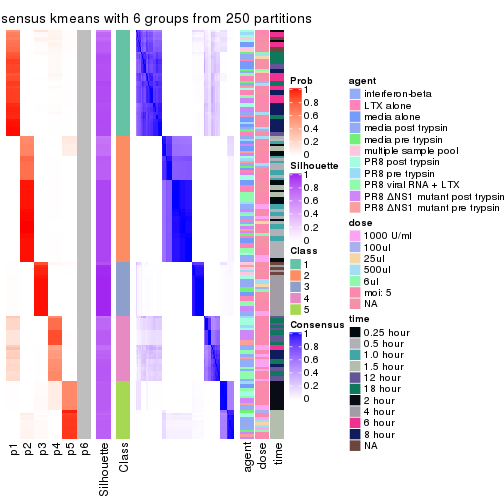 sensus kmeans with 6 groups from 250 partitions
Prob
1
0.8
0.6
0.4
0.2
0
Silhouette
1
0.8
0.6
0.4
0.2
0
Class
1
2
3
4
5
Consensus
1
0.8
0.6
0.4
0.2
0
agent
interferon-beta
LTX alone
media alone
media post trypsin
media pre trypsin
multiple sample pool
PR8 post trypsin
PR8 pre trypsin
PR8 viral RNA + LTX
PR8 ΔNS1 mutant post trypsin
PR8 ΔNS1 mutant pre trypsin
dose
1000 U/ml
100ul
25ul
500ul
6ul
moi: 5
NA
time
0.25 hour
0.5 hour
1.0 hour
1.5 hour
12 hour
18 hour
2 hour
4 hour
6 hour
8 hour
NA
p1
p2
p3
p4
p5
p6
Silhouette
Class
agent
dose
time